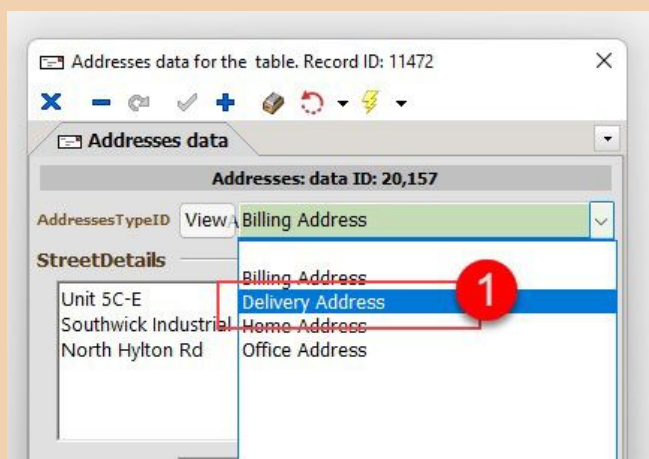 Addresses data for the table. Record ID: 11472
Addresses data
Addresses: data ID: 20,157
AddressesTypeID View Billing Address
StreetDetails
Billing Address
Unit 5C-E Delivery Address
Southwick Industrial Home Address
North Hylton Rd Office Address
1